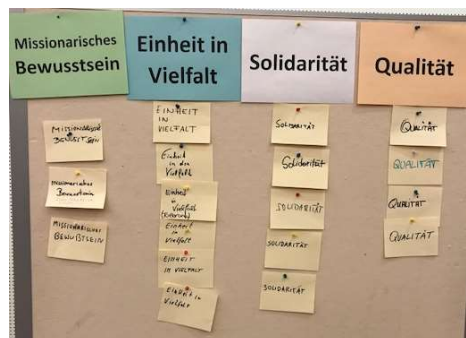 Missionarisches
Bewusstsein
Einheit in
Vielfalt
Solidarität
Qualität
MISSIONARISCHES
BEWUßTSEIN
Missionarisches
Bewusstsein
MISSIONARISCHES
BEWUßTSEIN
EINHEIT
IN
VIELFALT
Einheit
in der
Vielfalt
Einheit
in
Vielfalt
Einheit
in
Vielfalt
EINHEIT
IN VIELFALT
Einheit in
Vielfalt
SOLIDARITÄT
Solidarität
SOLIDARITÄT
SOLIDARITÄT
SOLIDARITÄT
QUALITÄT
QUALITÄT
QUALITÄT
QUALITÄT